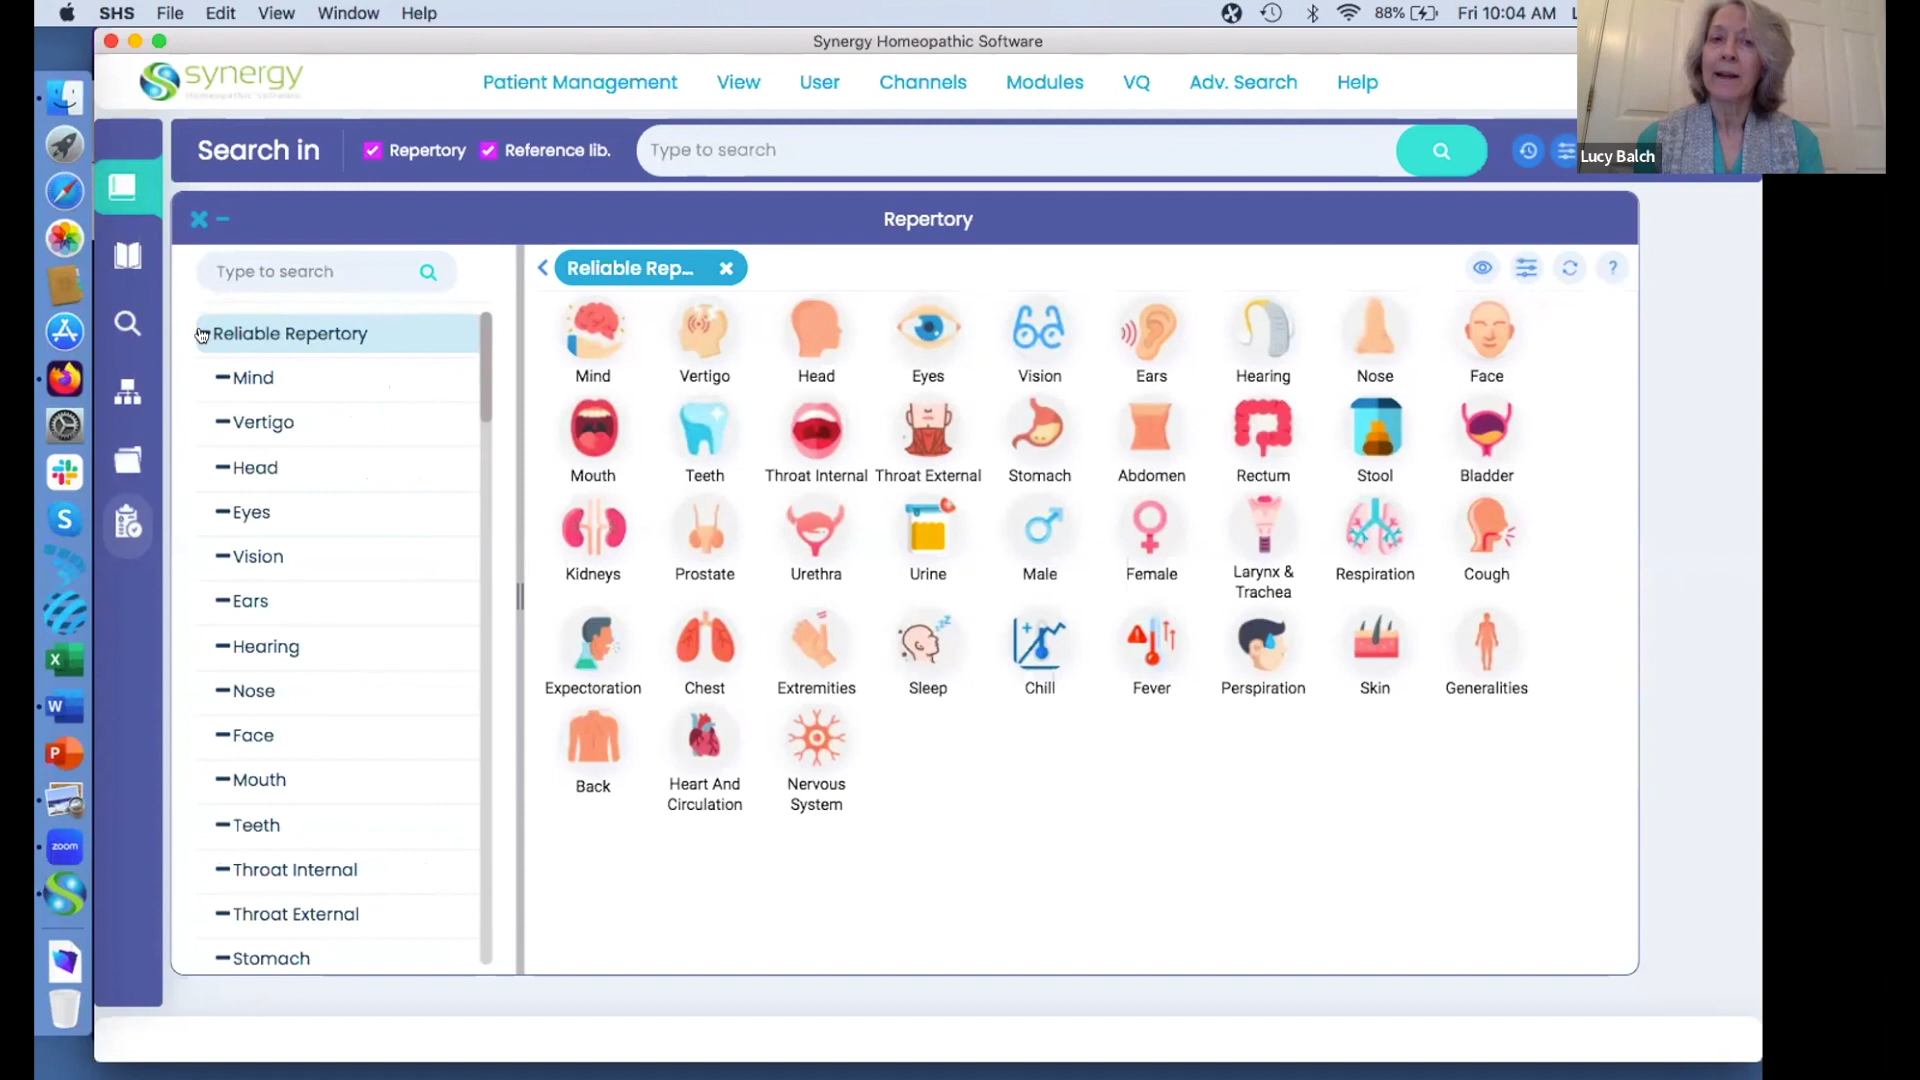 SHS File Edit View Window Help
88% Fri 10:04 AM L
Synergy Homeopathic Software
synergy
Homeopathic Software
Patient Management View User Channels Modules VQ Adv. Search Help
Lucy Balch
Search in Repertory Reference lib. Type to search
Repertory
Type to search
Reliable Rep... ?
Reliable Repertory
Mind
Vertigo
Head
Eyes
Vision
Ears
Hearing
Nose
Face
Mouth
Teeth
Throat Internal
Throat External
Stomach
Mind Vertigo Head Eyes Vision Ears Hearing Nose Face
Mouth Teeth Throat Internal Throat External Stomach Abdomen Rectum Stool Bladder
Kidneys Prostate Urethra Urine Male Female Larynx & Trachea Respiration Cough
Expectoration Chest Extremities Sleep Chill Fever Perspiration Skin Generalities
Back Heart And Circulation Nervous System
S
X
W
P
zoom